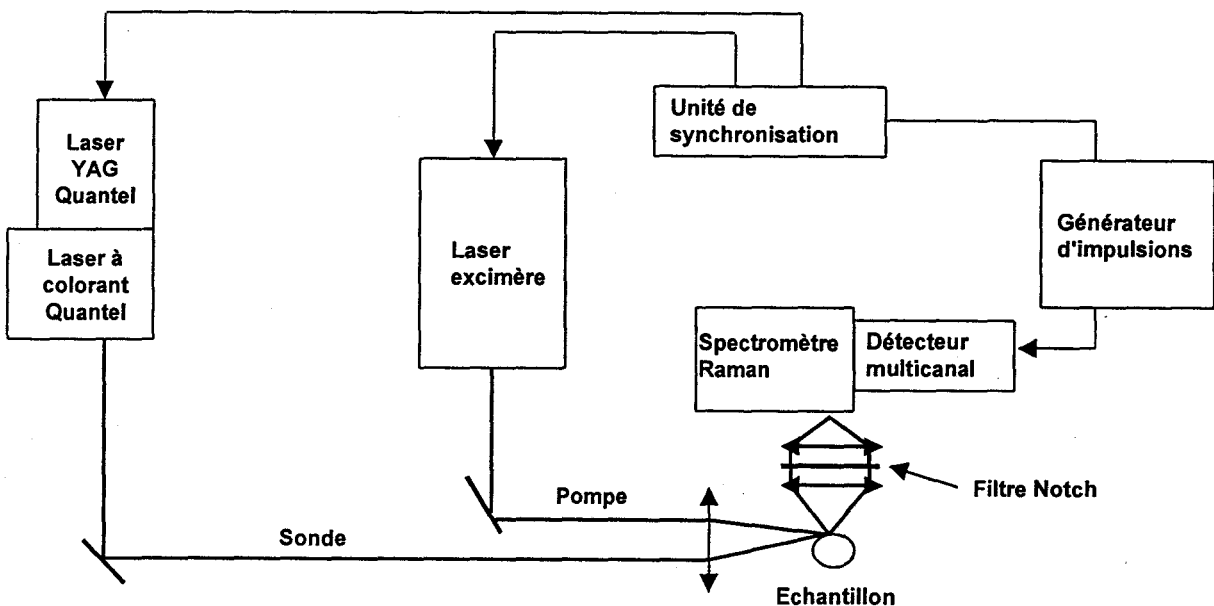 Unité de
synchronisation
Laser
YAG
Quantel
Laser à
colorant
Quantel
Laser
excimère
Générateur
d'impulsions
Spectromètre
Raman
Détecteur
multicanal
Filtre Notch
Pompe
Sonde
Echantillon